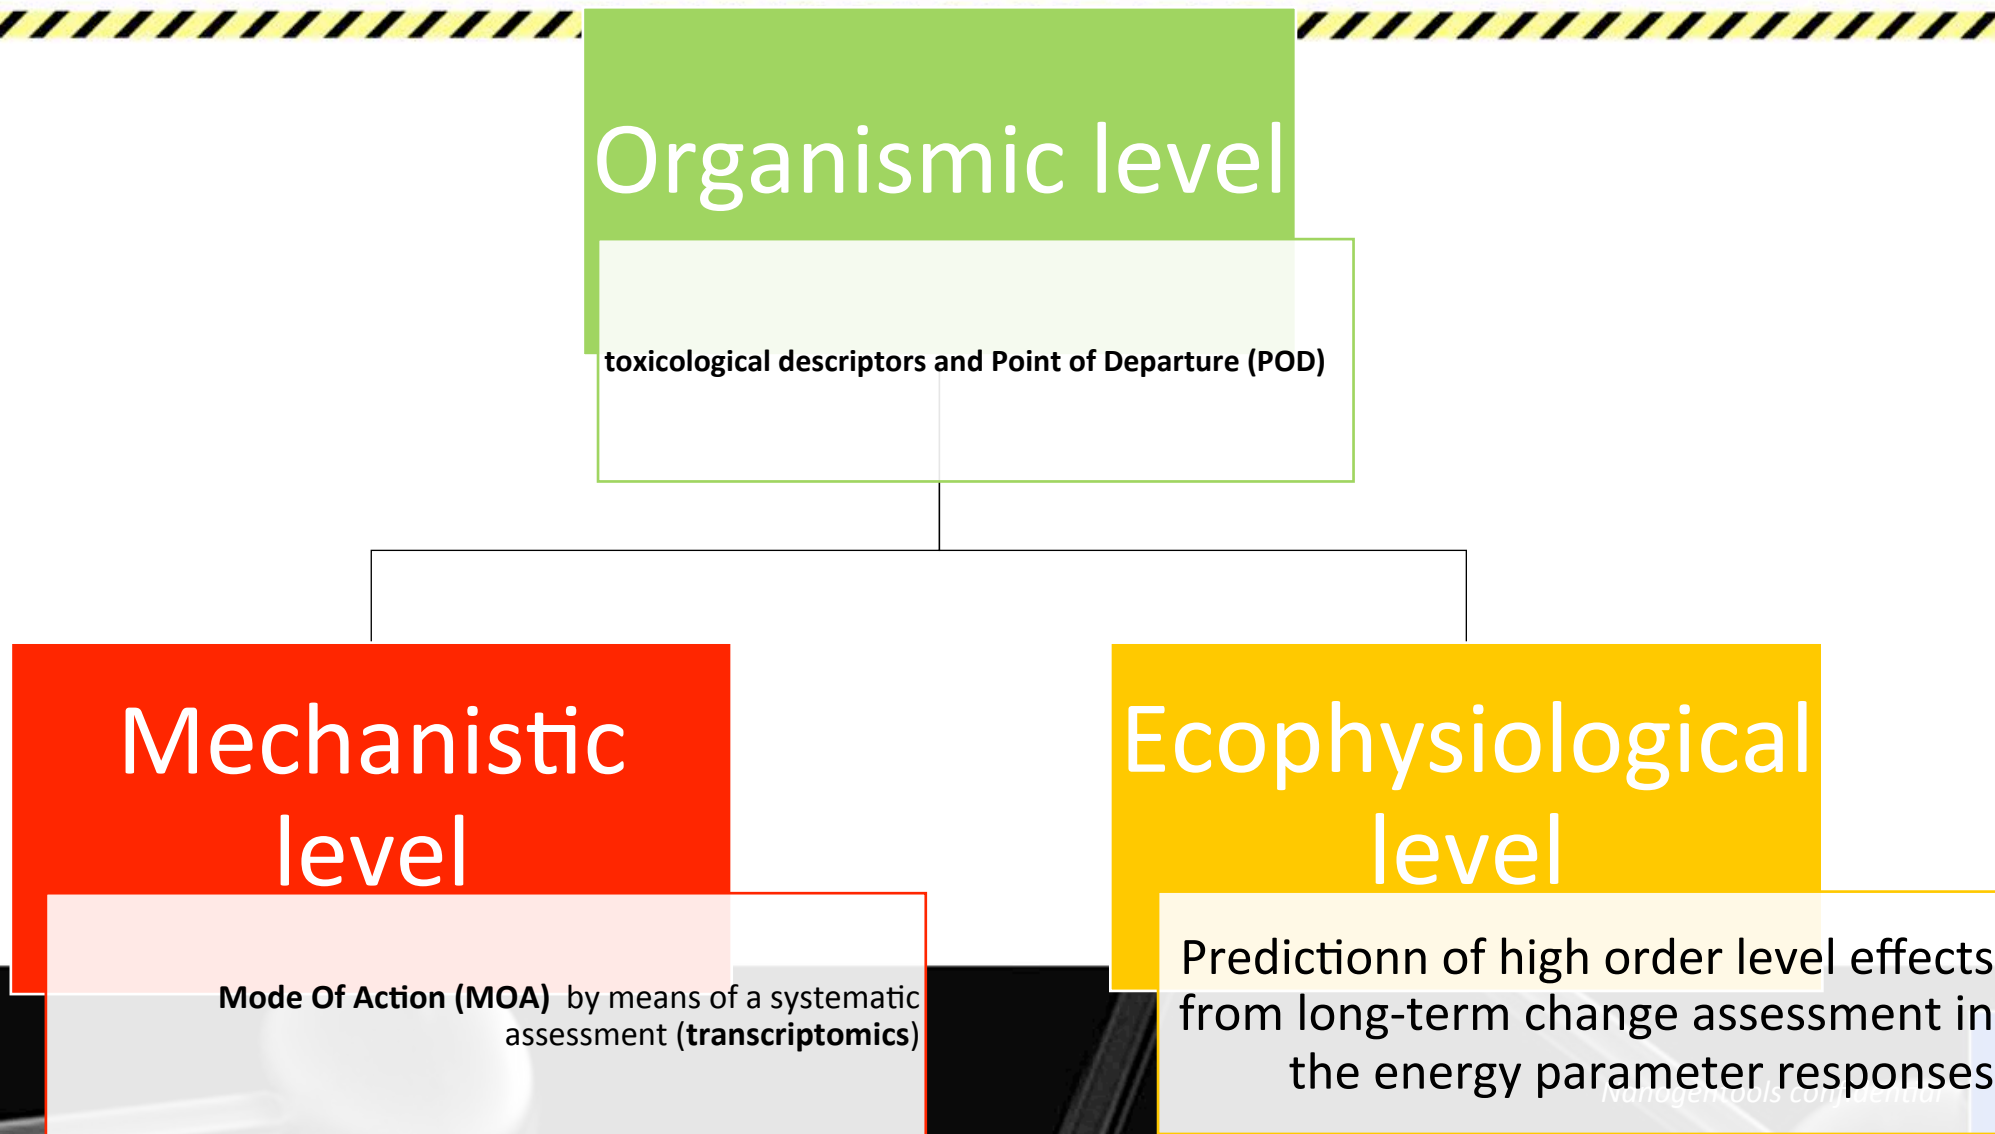 Organismic level
toxicological descriptors and Point of Departure (POD)
Mechanistic
level
Mode Of Action (MOA)  by means of a systematic
assessment (transcriptomics)
Ecophysiological
level
Predictionn of high order level effects
from long-term change assessment in
the energy parameter responses
Nanogentools confidential